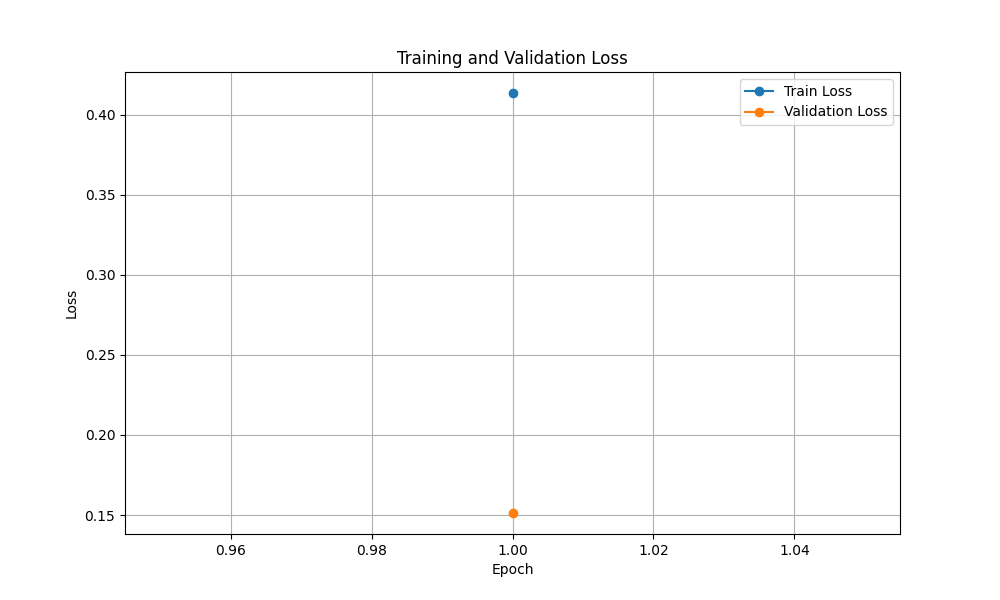 Training and Validation Loss
Train Loss
Validation Loss
0.40
0.35
0.30
0.25
0.20
0.15
Loss
0.96 0.98 1.00 1.02 1.04
Epoch